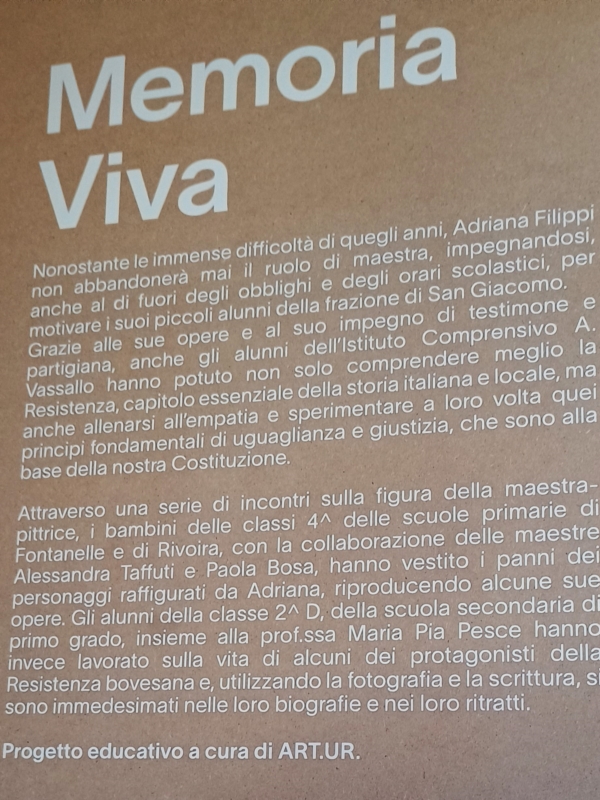 Memoria
Viva
Nonostante le immense difficoltà di quegli anni, Adriana Filippi
non abbandonerà mai il ruolo di maestra, impegnandosi,
anche al di fuori degli obblighi e degli orari scolastici, per
motivare i suoi piccoli alunni della frazione di San Giacomo.
Grazie alle sue opere e al suo impegno di testimone e
partigiana, anche gli alunni dell'Istituto Comprensivo A.
Vassallo hanno potuto non solo comprendere meglio la
Resistenza, capitolo essenziale della storia italiana e locale, ma
anche allenarsi all'empatia e sperimentare a loro volta quei
principi fondamentali di uguaglianza e giustizia, che sono alla
base della nostra Costituzione.
Attraverso una serie di incontri sulla figura della maestra-
pittrice, i bambini delle classi 4^ delle scuole primarie di
Fontanelle e di Rivoira, con la collaborazione delle maestre
Alessandra Taffuti e Paola Bosa, hanno vestito i panni dei
personaggi raffigurati da Adriana, riproducendo alcune sue
opere. Gli alunni della classe 2^ D, della scuola secondaria di
primo grado, insieme alla prof.ssa Maria Pia Pesce hanno
invece lavorato sulla vita di alcuni dei protagonisti della
Resistenza bovesana e, utilizzando la fotografia e la scrittura, si
sono immedesimati nelle loro biografie e nei loro ritratti.
Progetto educativo a cura di ART.UR.